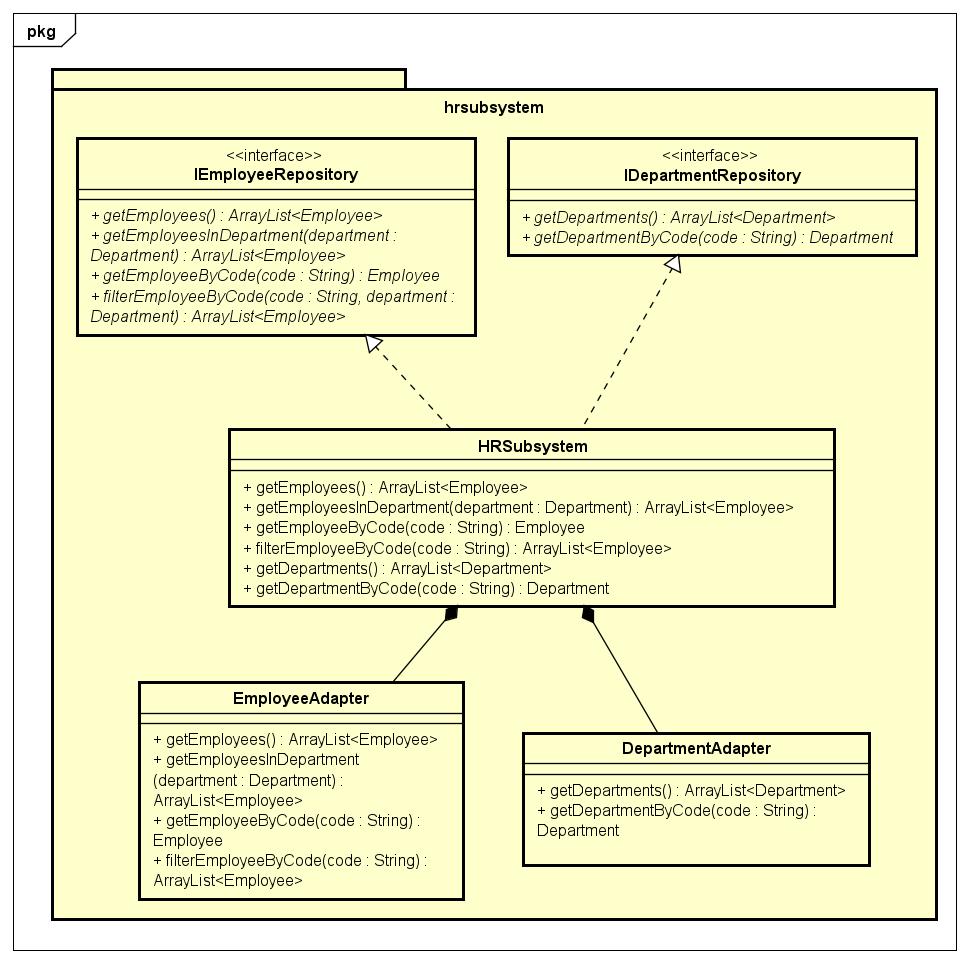 pkg
hrsubsystem
<<interface>>
IEmployeeRepository
+ getEmployees() : ArrayList<Employee>
+ getEmployeesInDepartment(department :
Department) : ArrayList<Employee>
+ getEmployeeByCode(code : String) : Employee
+ filterEmployeeByCode(code : String, department :
Department) : ArrayList<Employee>
<<interface>>
IDepartmentRepository
+ getDepartments() : ArrayList<Department>
+ getDepartmentByCode(code : String) : Department
HRSubsystem
+ getEmployees() : ArrayList<Employee>
+ getEmployeesInDepartment(department : Department) : ArrayList<Employee>
+ getEmployeeByCode(code : String) : Employee
+ filterEmployeeByCode(code : String) : ArrayList<Employee>
+ getDepartments() : ArrayList<Department>
+ getDepartmentByCode(code : String) : Department
EmployeeAdapter
+ getEmployees() : ArrayList<Employee>
+ getEmployeesInDepartment
(department : Department) :
ArrayList<Employee>
+ getEmployeeByCode(code : String) :
Employee
+ filterEmployeeByCode(code : String) :
ArrayList<Employee>
DepartmentAdapter
+ getDepartments() : ArrayList<Department>
+ getDepartmentByCode(code : String) :
Department